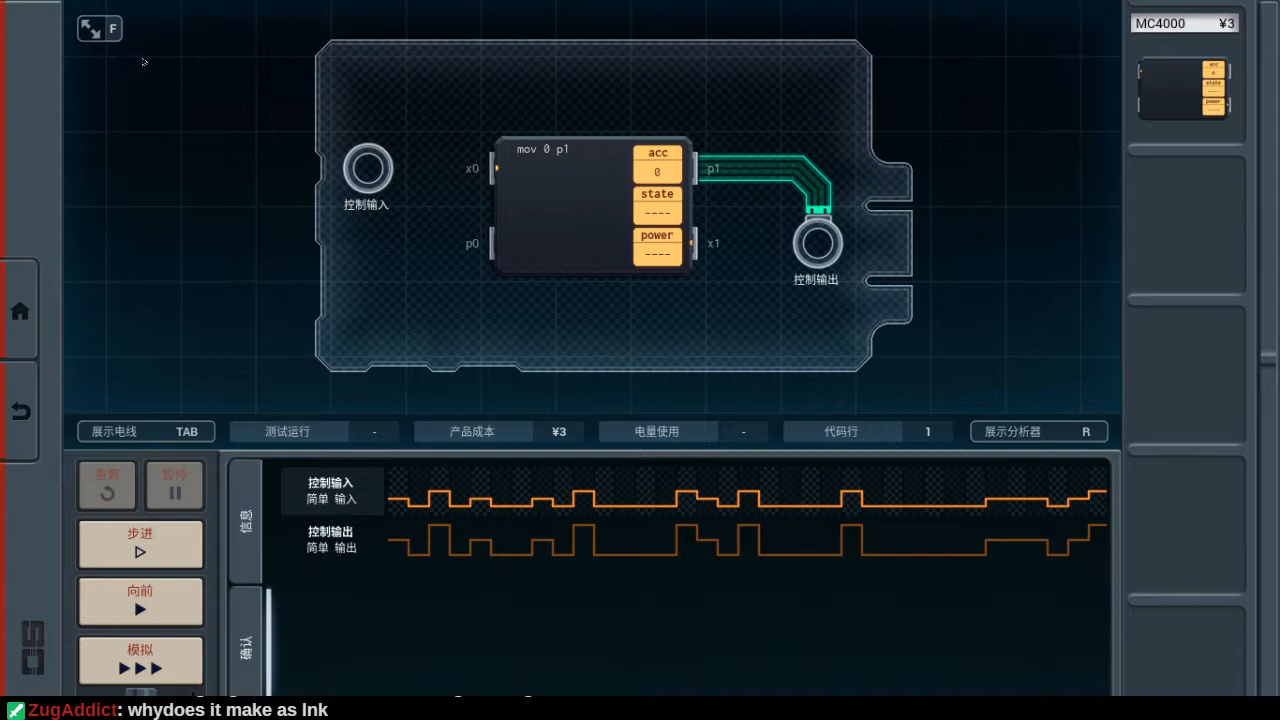 F
MC4000 ¥3
acc
0
state
----
power
----
mov 0 p1
acc
0
state
----
power
----
x0
p1
p0
x1
控制输入
控制输出
展示电线 TAB
测试运行 -
产品成本 ¥3
电量使用 -
代码行 1
展示分析器 R
重置
暂停
步进
向前
模拟
信息
确认
控制输入
简单 输入
控制输出
简单 输出
ZugAddict: whydoes it make as lnk